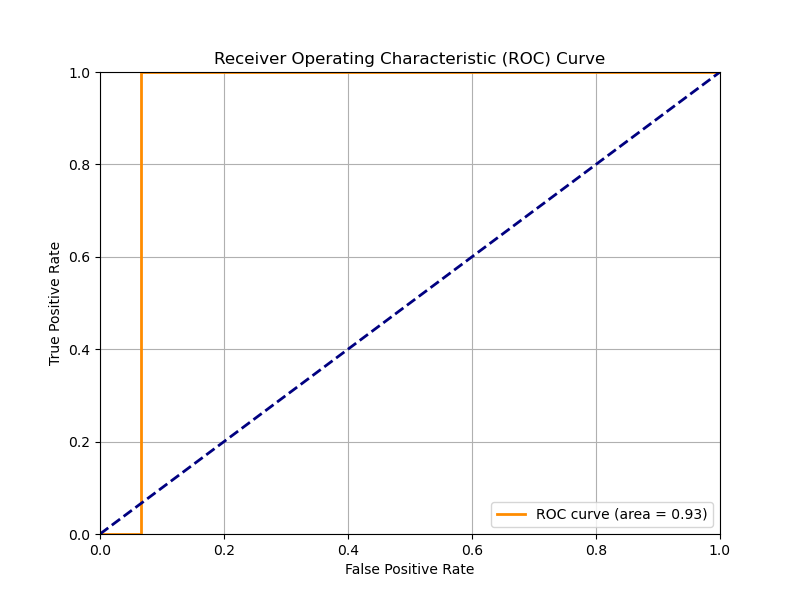 Receiver Operating Characteristic (ROC) Curve
1.0
0.8
0.6
0.4
0.2
0.0
True Positive Rate
ROC curve (area = 0.93)
0.0 0.2 0.4 0.6 0.8 1.0
False Positive Rate